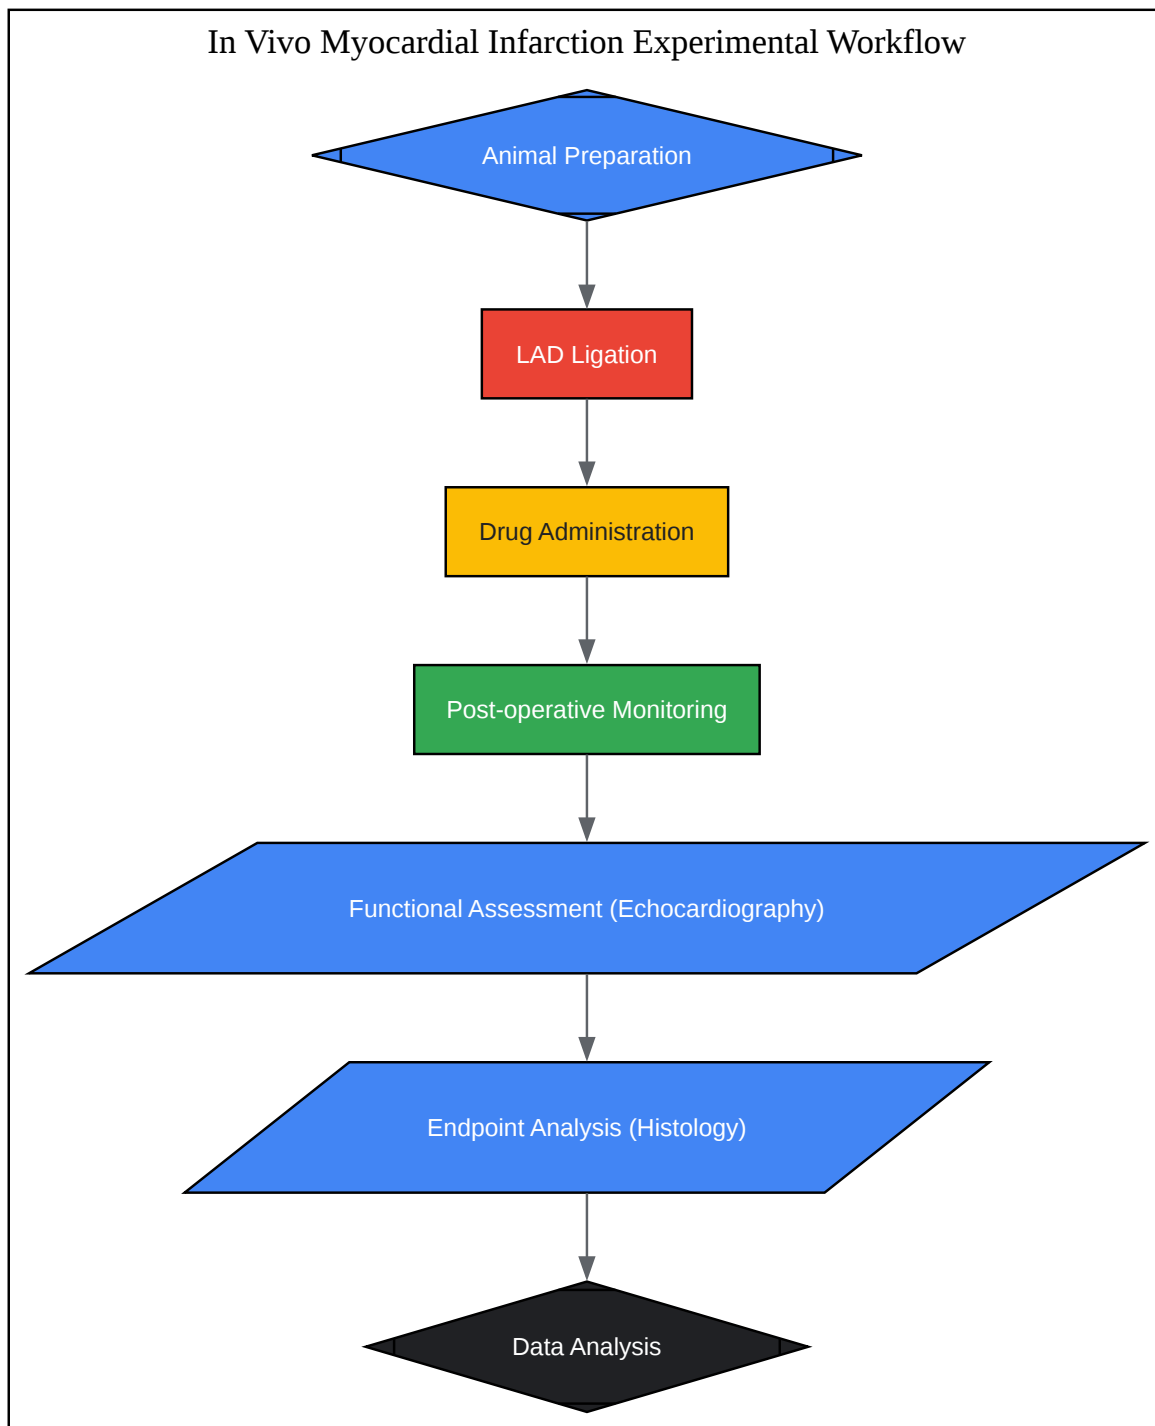 In Vivo Myocardial Infarction Experimental Workflow
Animal Preparation
LAD Ligation
Drug Administration
Post-operative Monitoring
Functional Assessment (Echocardiography)
Endpoint Analysis (Histology)
Data Analysis